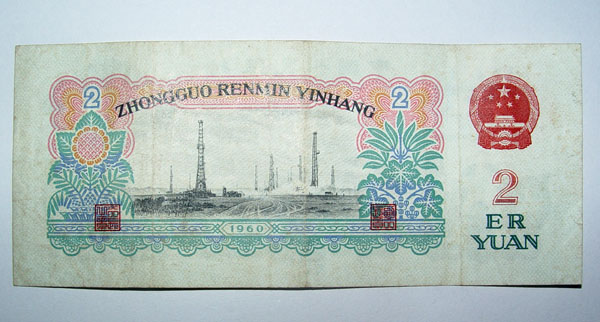 ZHONGGUO RENMIN YINHANG
2
2
1960
2
ER
YUAN